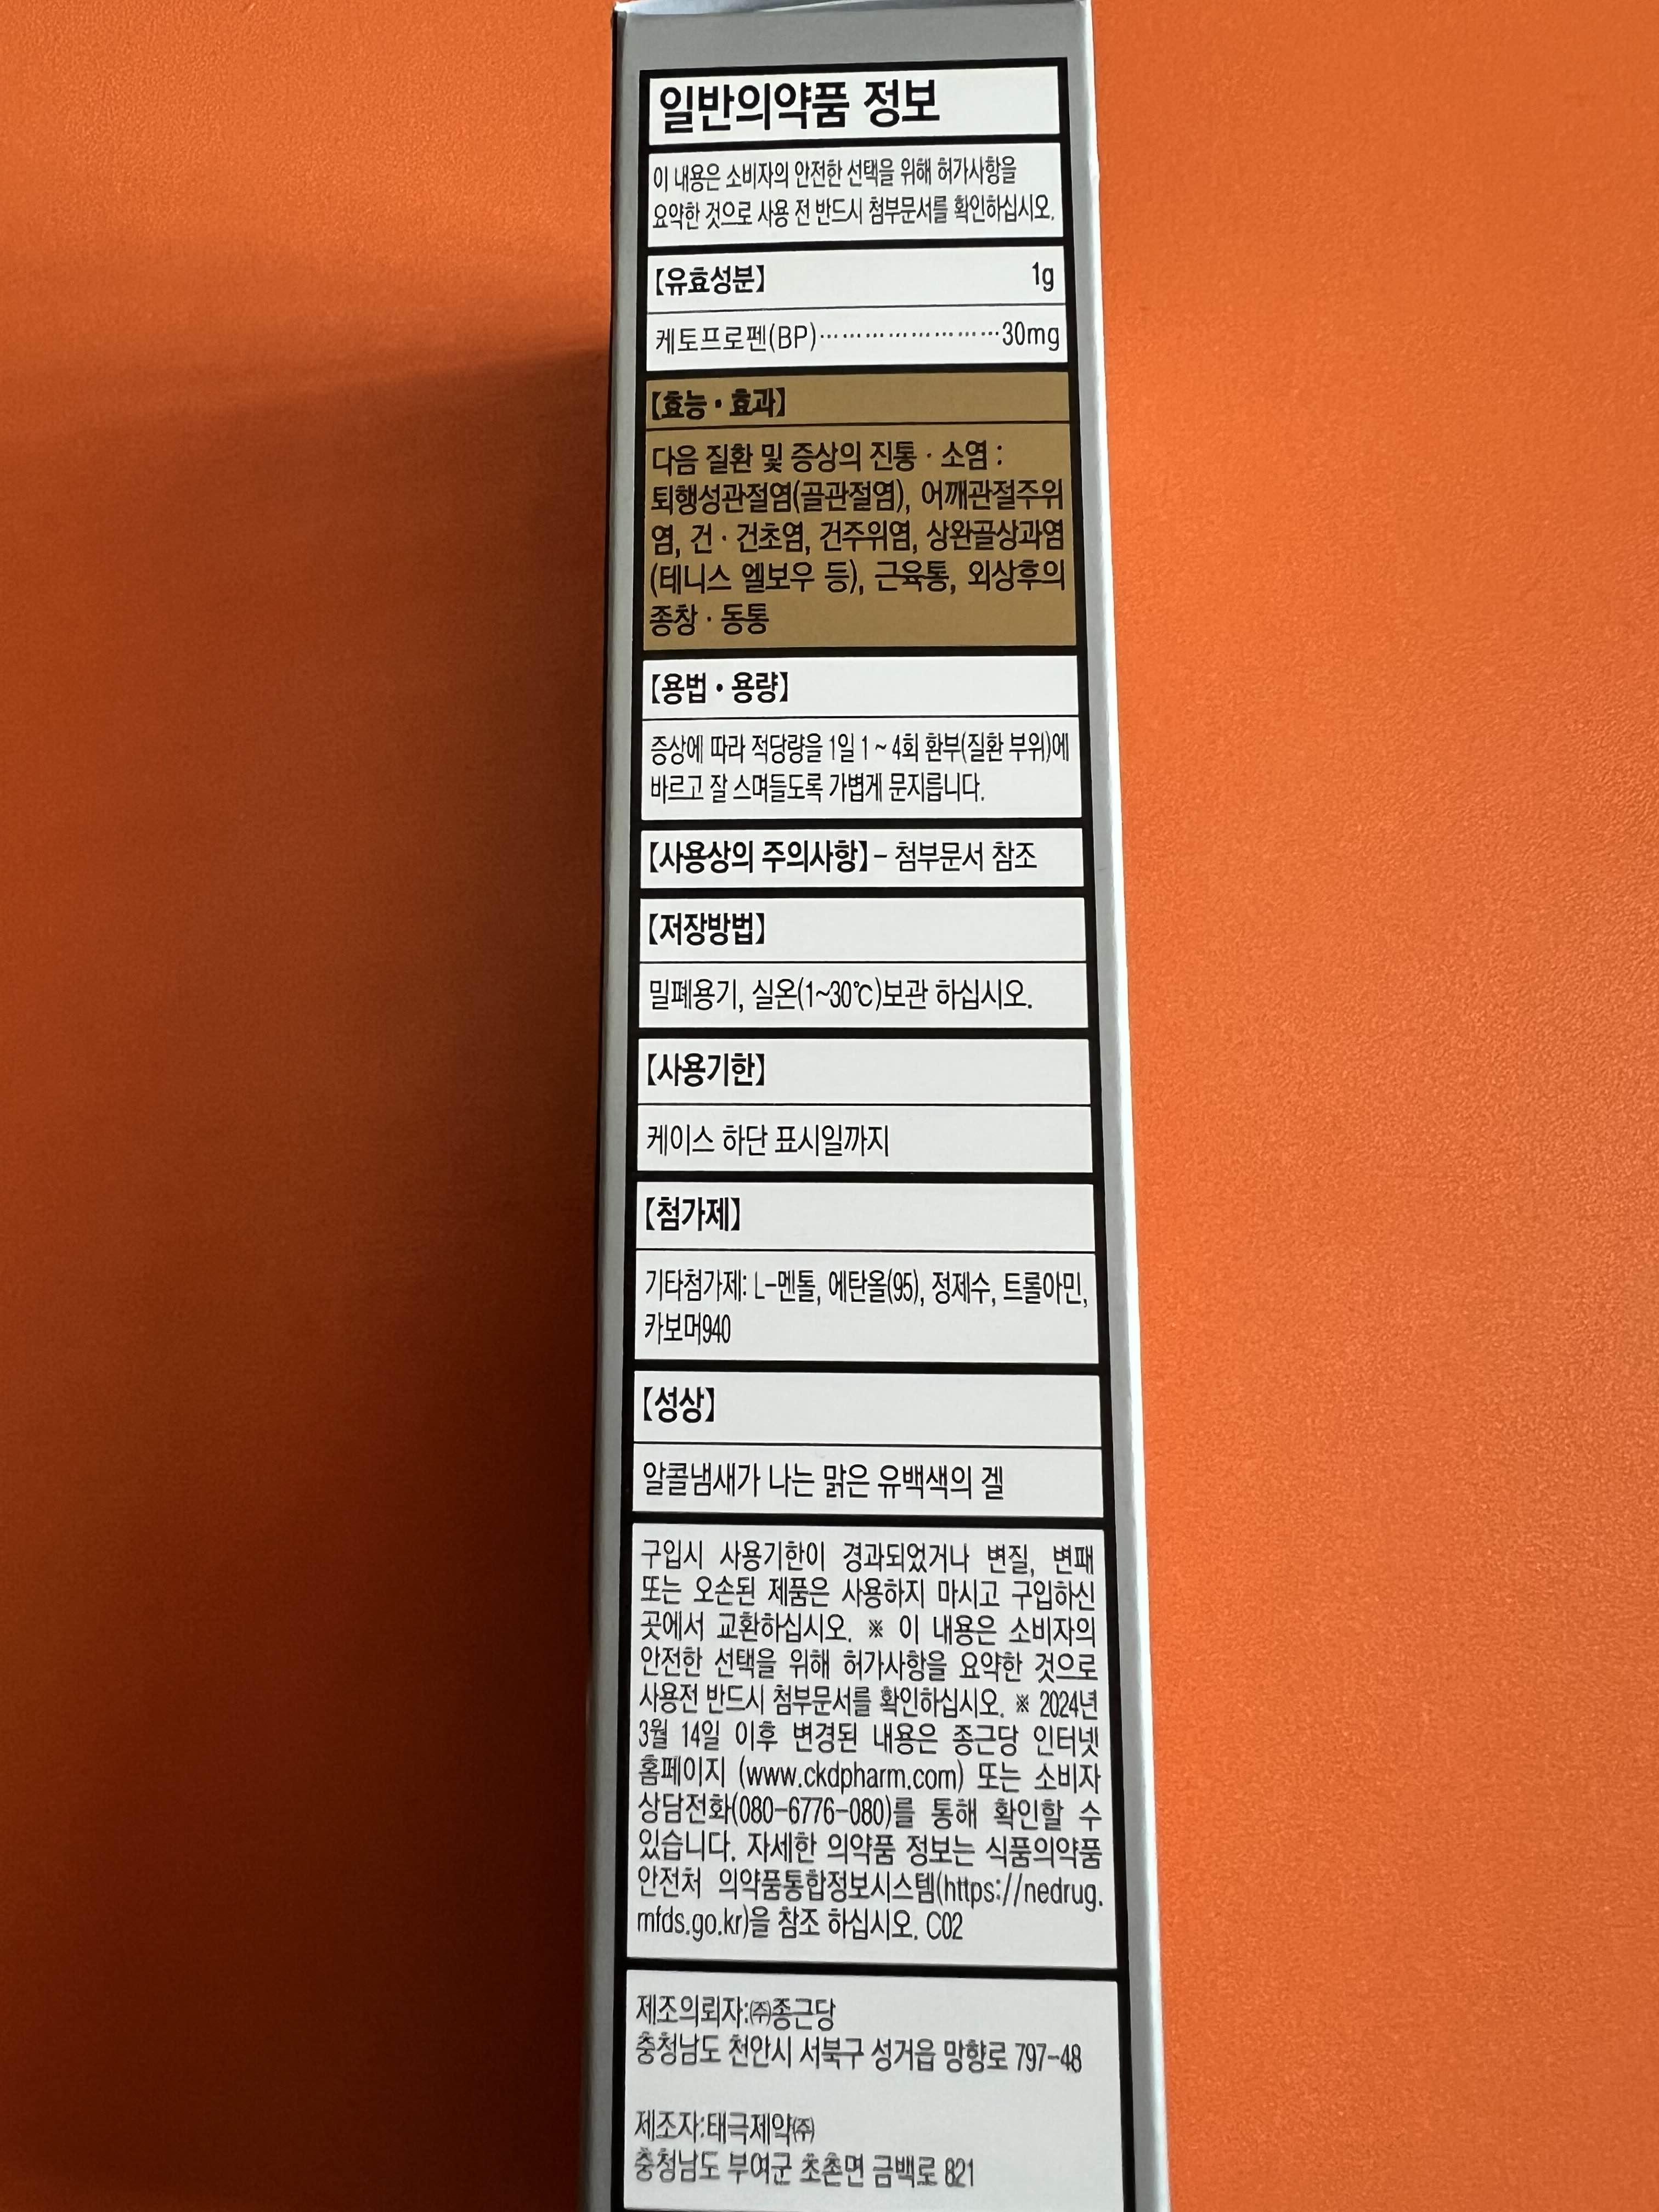 일반의약품 정보
이 내용은 소비자의 안전한 선택을 위해 허가사항을
요약한 것으로 사용 전 반드시 첨부문서를 확인하십시오.
【유효성분】 1g
케토프로펜(BP)⋯⋯⋯⋯⋯⋯⋯⋯30mg
【효능·효과】
다음 질환 및 증상의 진통·소염 :
퇴행성관절염(골관절염), 어깨관절주위
염, 건·건초염, 건주위염, 상완골상과염
(테니스 엘보우 등), 근육통, 외상후의
종창·동통
【용법·용량】
증상에 따라 적당량을 1일 1~4회 환부(질환 부위)에
바르고 잘 스며들도록 가볍게 문지릅니다.
【사용상의 주의사항】- 첨부문서 참조
【저장방법】
밀폐용기, 실온(1~30℃)보관 하십시오.
【사용기한】
케이스 하단 표시일까지
【첨가제】
기타첨가제: L-멘톨, 에탄올(95), 정제수, 트롤아민,
카보머940
【성상】
알콜냄새가 나는 맑은 유백색의 겔
구입시 사용기한이 경과되었거나 변질, 변패
또는 오손된 제품은 사용하지 마시고 구입하신
곳에서 교환하십시오. ※ 이 내용은 소비자의
안전한 선택을 위해 허가사항을 요약한 것으로
사용전 반드시 첨부문서를 확인하십시오. ※ 2024년
3월 14일 이후 변경된 내용은 종근당 인터넷
홈페이지 (www.ckdpharm.com) 또는 소비자
상담전화(080-6776-080)를 통해 확인할 수
있습니다. 자세한 의약품 정보는 식품의약품
안전처 의약품통합정보시스템(https://nedrug.
mfds.go.kr)을 참조 하십시오. C02
제조의뢰자:㈜종근당
충청남도 천안시 서북구 성거읍 망향로 797-48
제조자:태극제약㈜
충청남도 부여군 초촌면 금백로 821